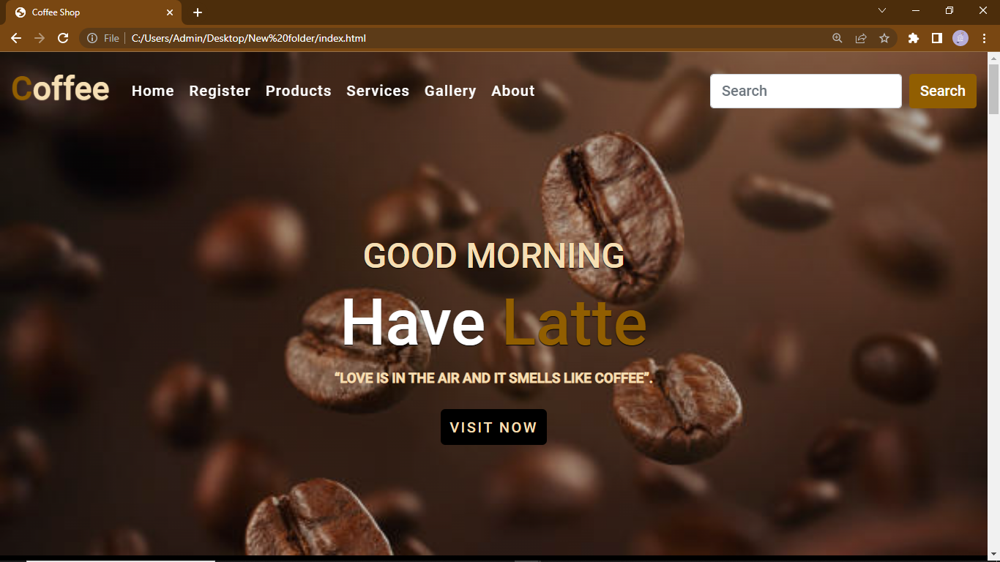 Coffee Shop
File C:/Users/Admin/Desktop/New%20folder/index.html
Coffee Home Register Products Services Gallery About Search Search
GOOD MORNING
Have Latte
“LOVE IS IN THE AIR AND IT SMELLS LIKE COFFEE”.
VISIT NOW